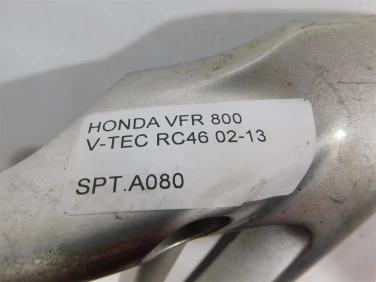 HONDA VFR 800
V-TEC RC46 02-13
SPT.A080